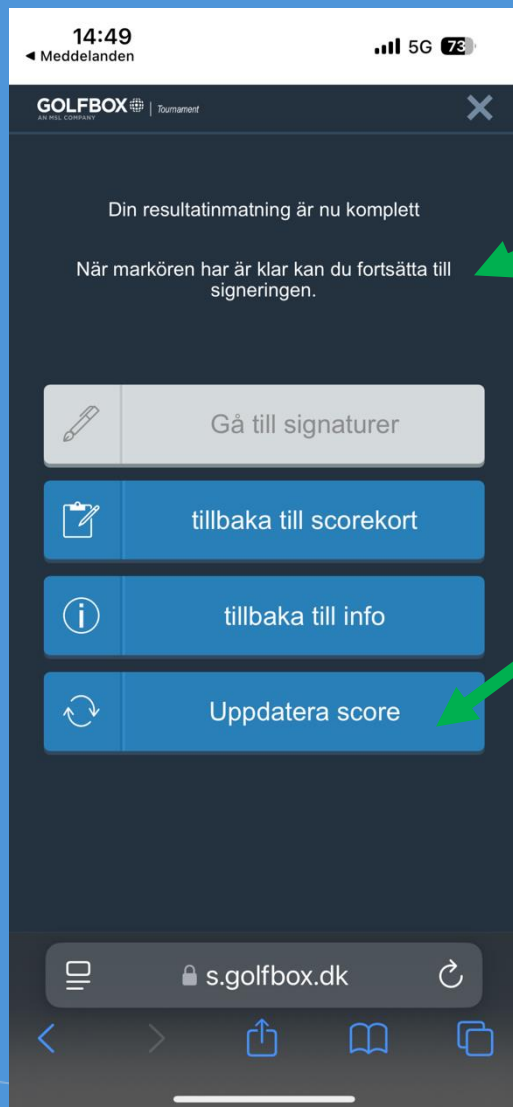 14:49
◀ Meddelanden
5G 73
GOLFBOX | Tournament
AN MSL COMPANY
Din resultatinmatning är nu komplett
När markören har är klar kan du fortsätta till
signeringen.
Gå till signaturer
tillbaka till scorekort
tillbaka till info
Uppdatera score
s.golfbox.dk